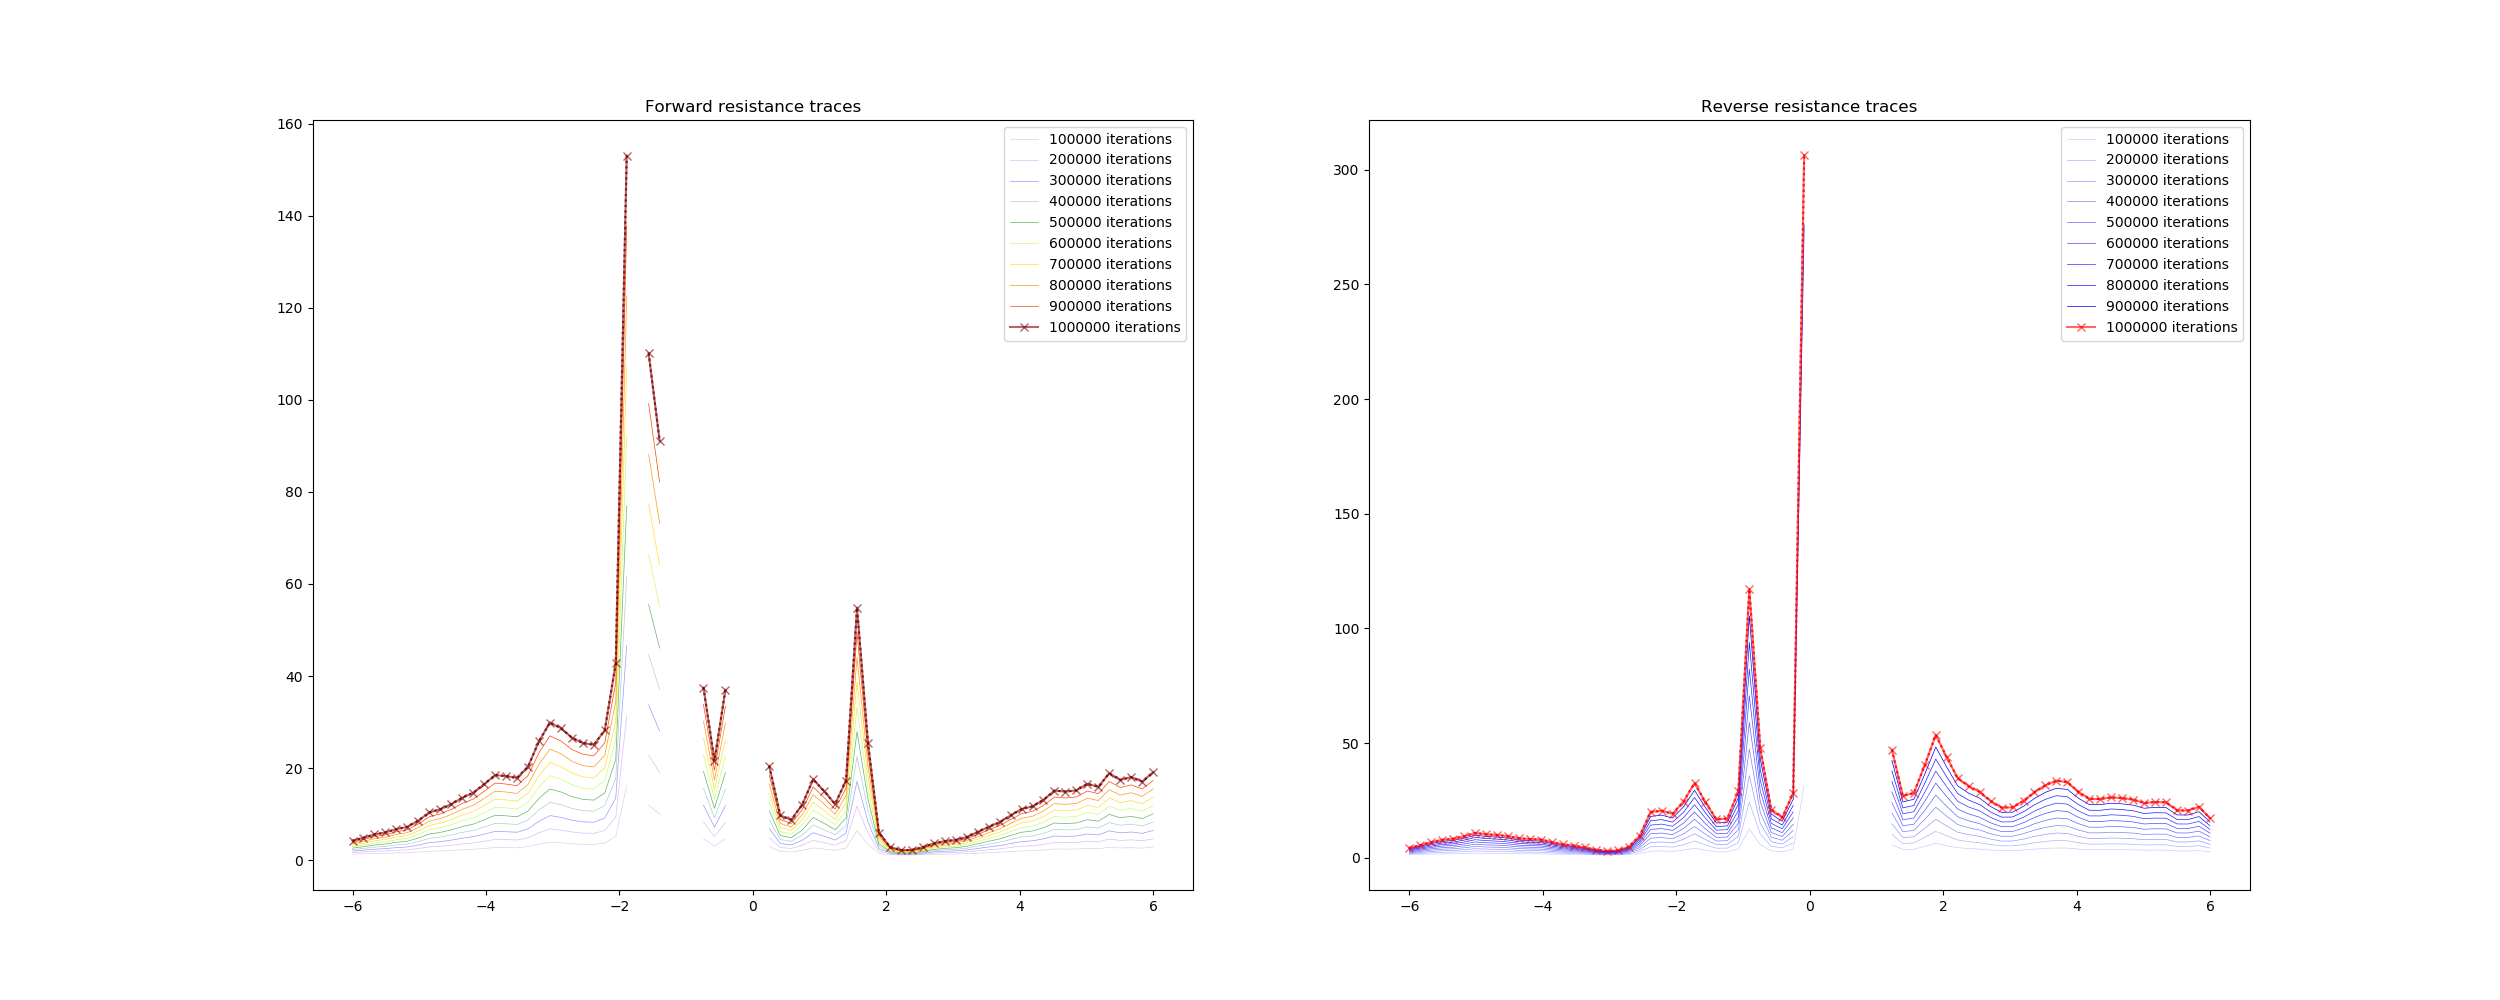 Forward resistance traces
160
140
120
100
80
60
40
20
0
−6 −4 −2 0 2 4 6
100000 iterations
200000 iterations
300000 iterations
400000 iterations
500000 iterations
600000 iterations
700000 iterations
800000 iterations
900000 iterations
1000000 iterations
Reverse resistance traces
300
250
200
150
100
50
0
−6 −4 −2 0 2 4 6
100000 iterations
200000 iterations
300000 iterations
400000 iterations
500000 iterations
600000 iterations
700000 iterations
800000 iterations
900000 iterations
1000000 iterations